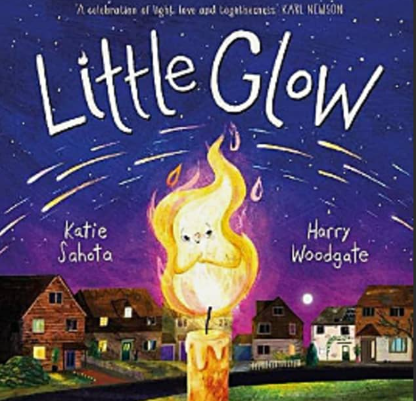 'A celebration of light, love and togetherness' KARL NEWSON
Little Glow
Katie Harry
Sahota Woodgate